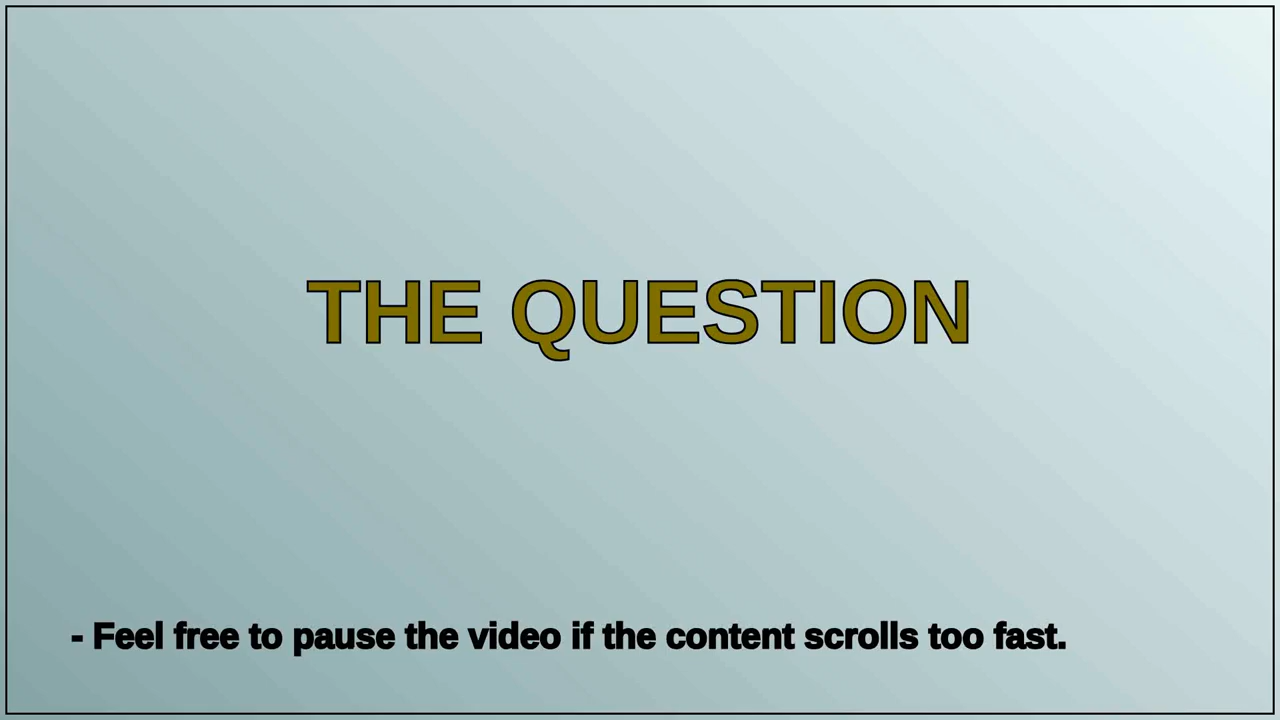 THE QUESTION
- Feel free to pause the video if the content scrolls too fast.